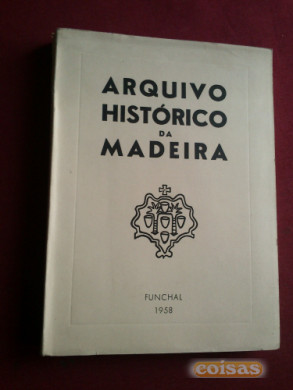 ARQUIVO
HISTÓRICO
DA
MADEIRA
FUNCHAL
1958
coisas